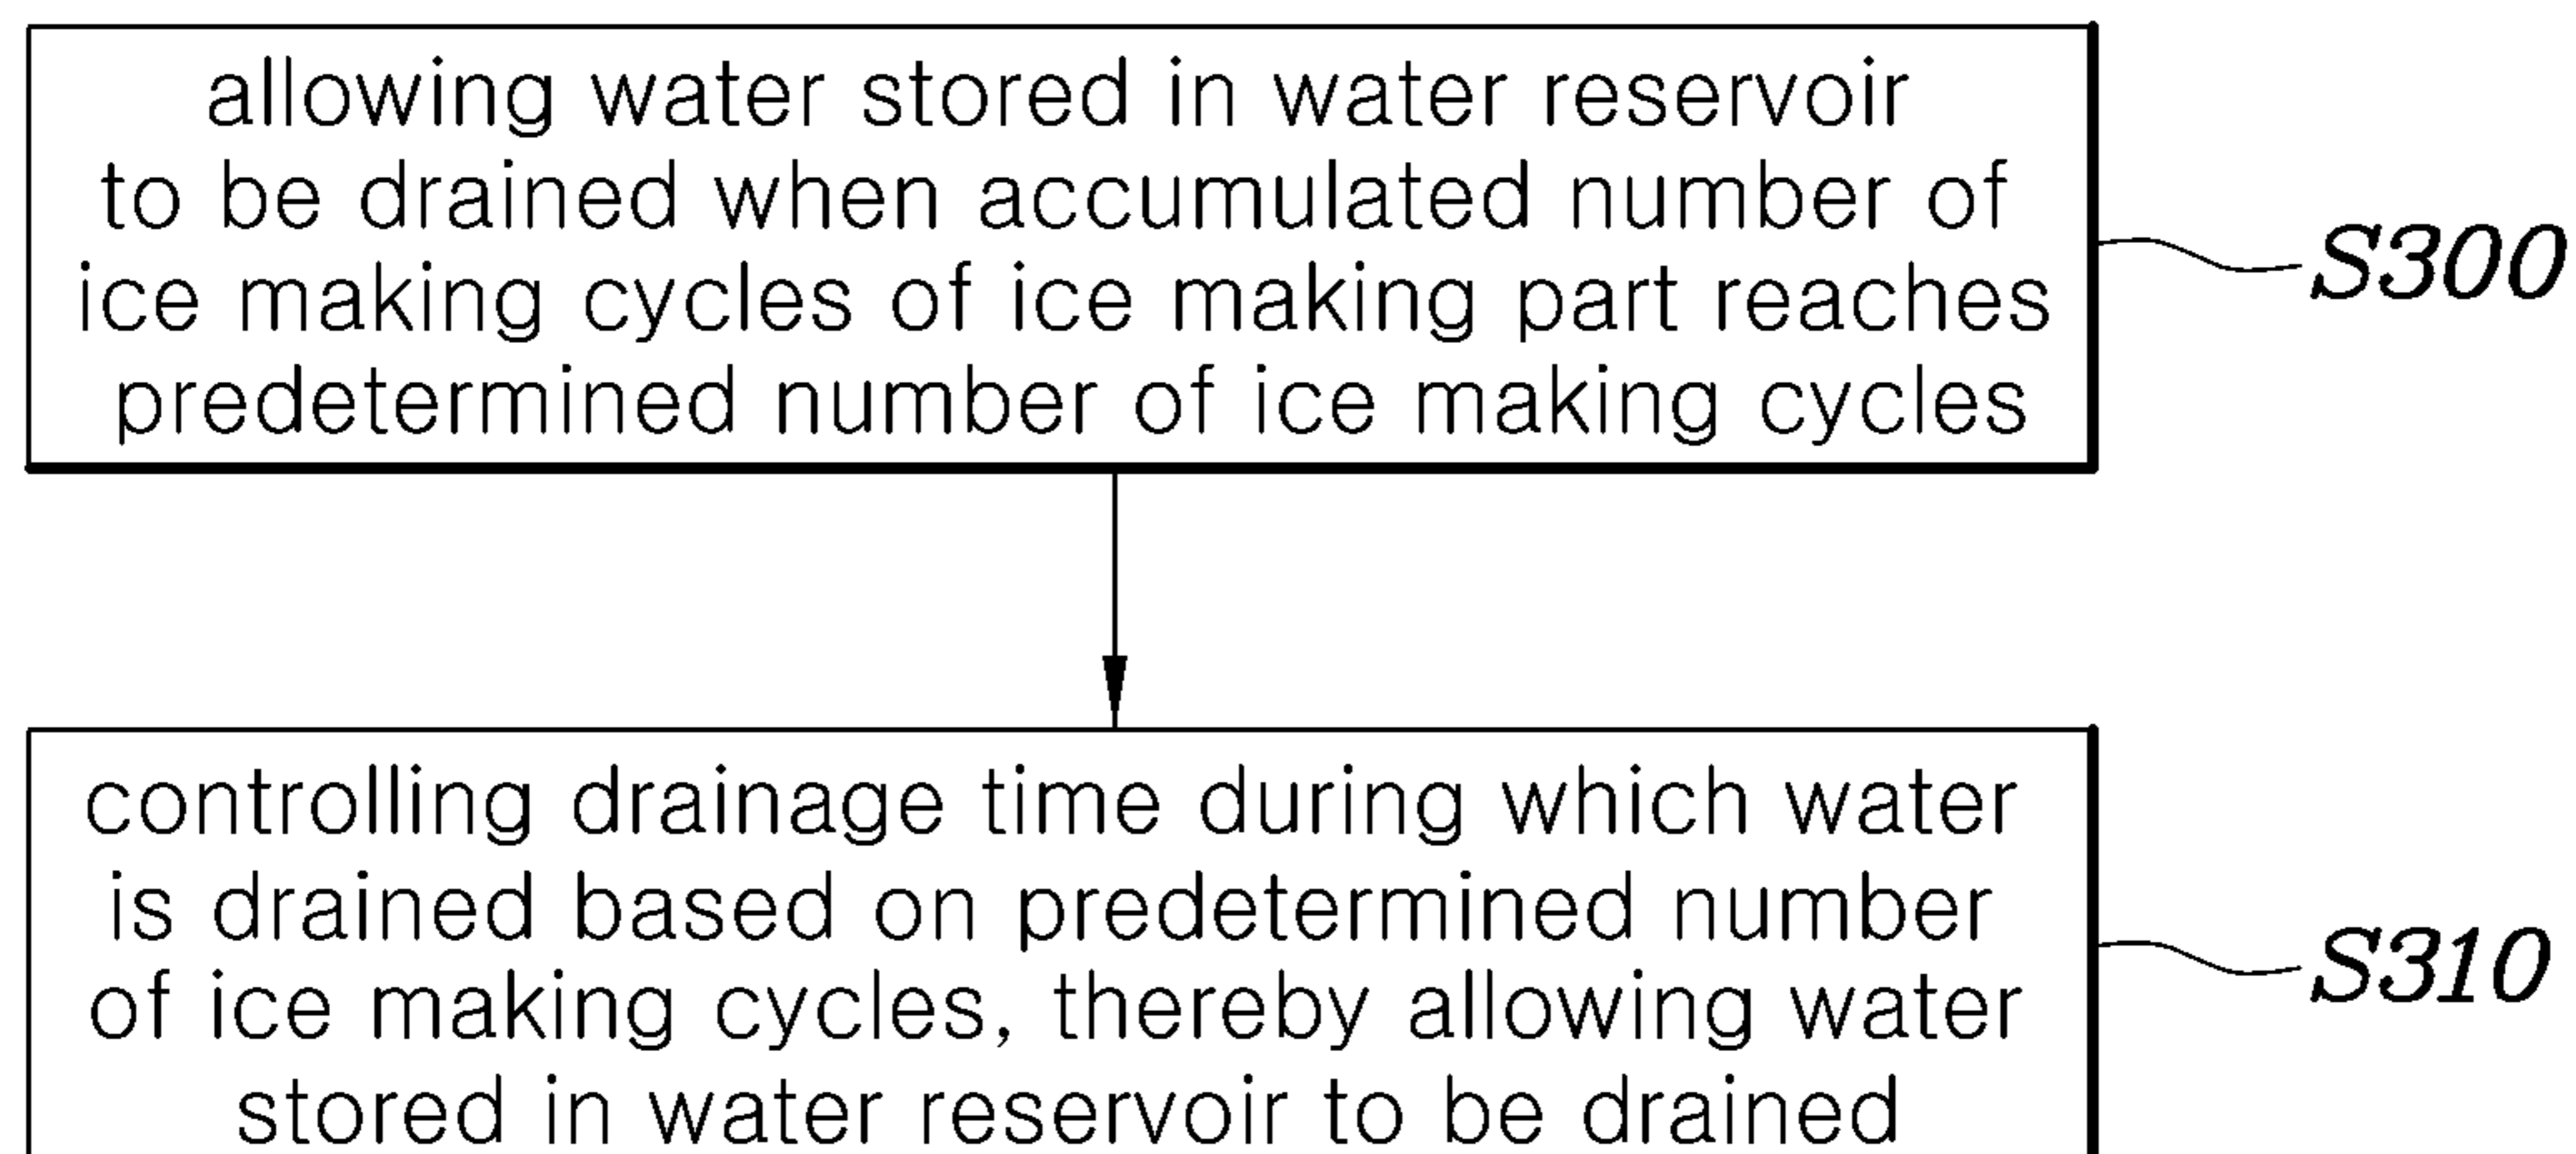 allowing water stored in water reservoir
to be drained when accumulated number of
ice making cycles of ice making part reaches
predetermined number of ice making cycles
S300
controlling drainage time during which water
is drained based on predetermined number
of ice making cycles, thereby allowing water
stored in water reservoir to be drained
S310